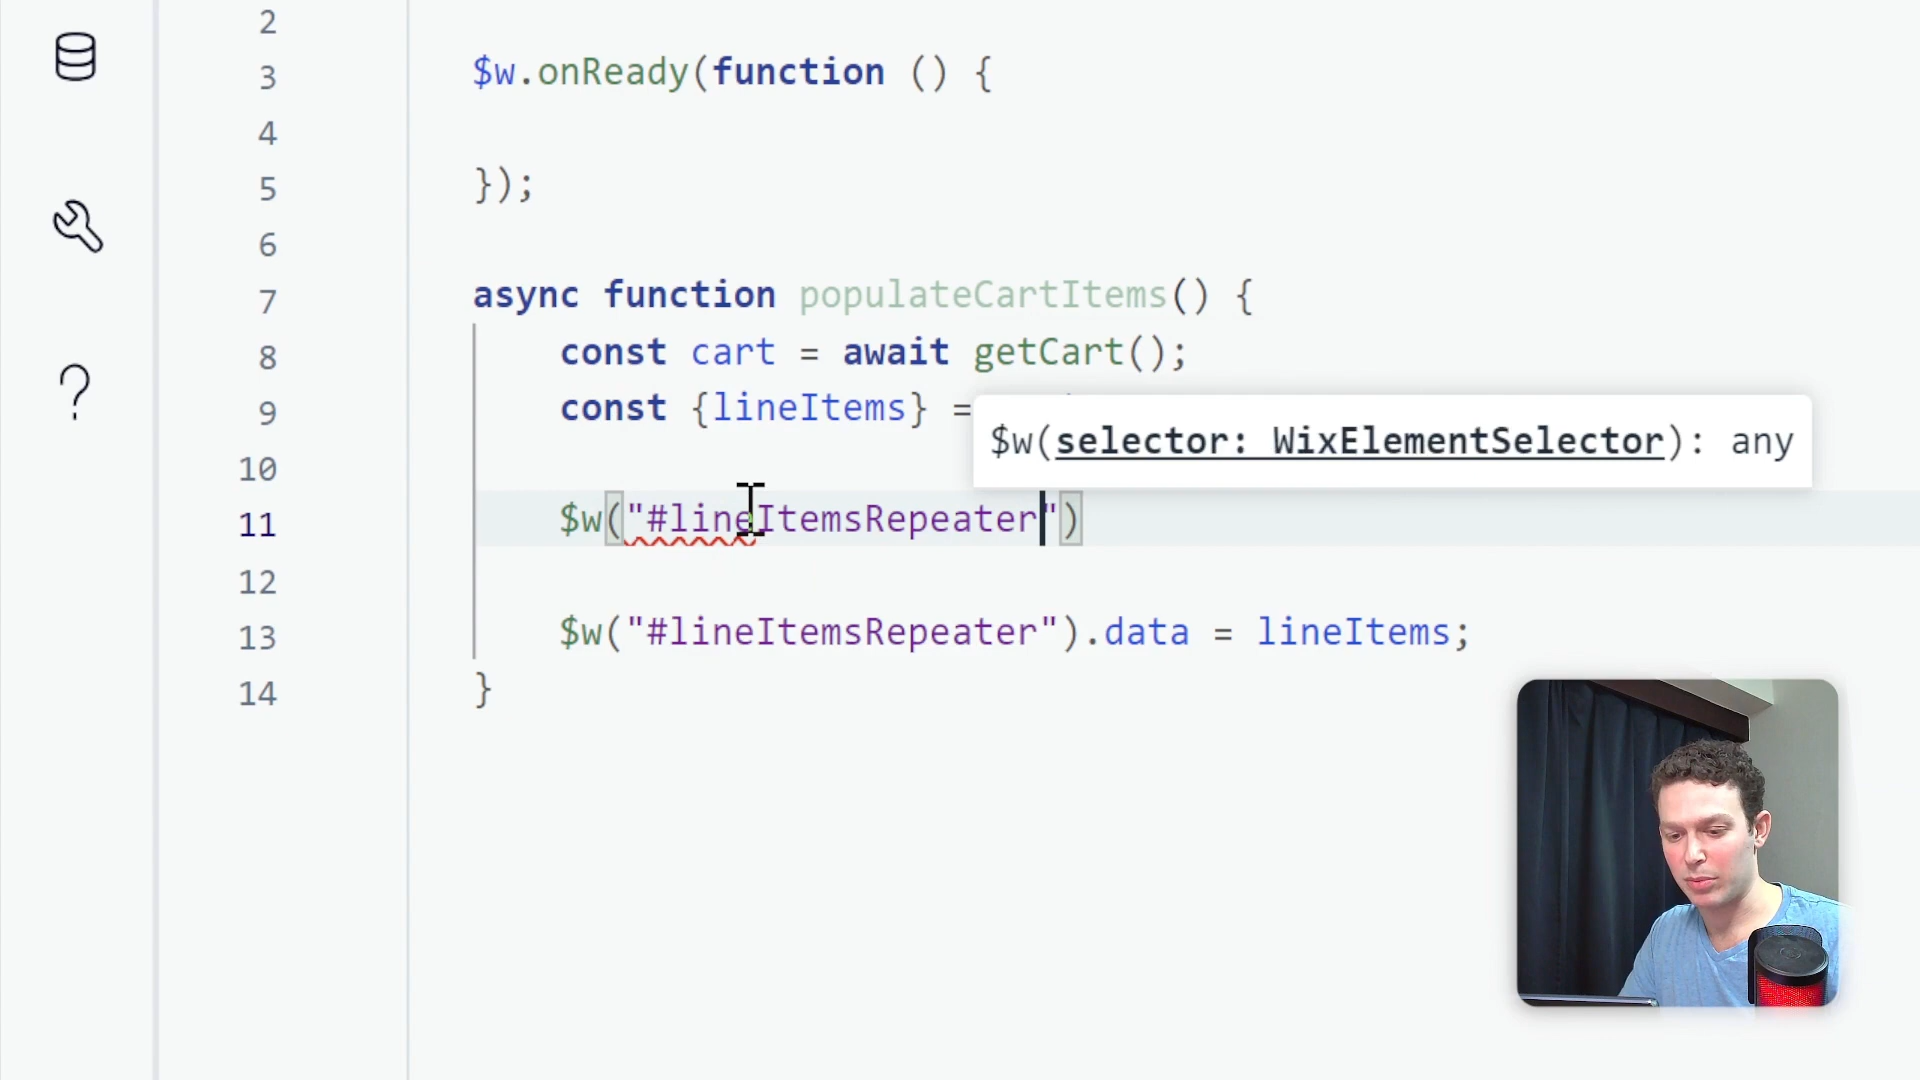 2
3 $w.onReady(function () {
4
5 });
6
7 async function populateCartItems() {
8 const cart = await getCart();
9 const {lineItems} =
$w(selector: WixElementSelector): any
10
11 $w("#lineItemsRepeater")
12
13 $w("#lineItemsRepeater").data = lineItems;
14 }